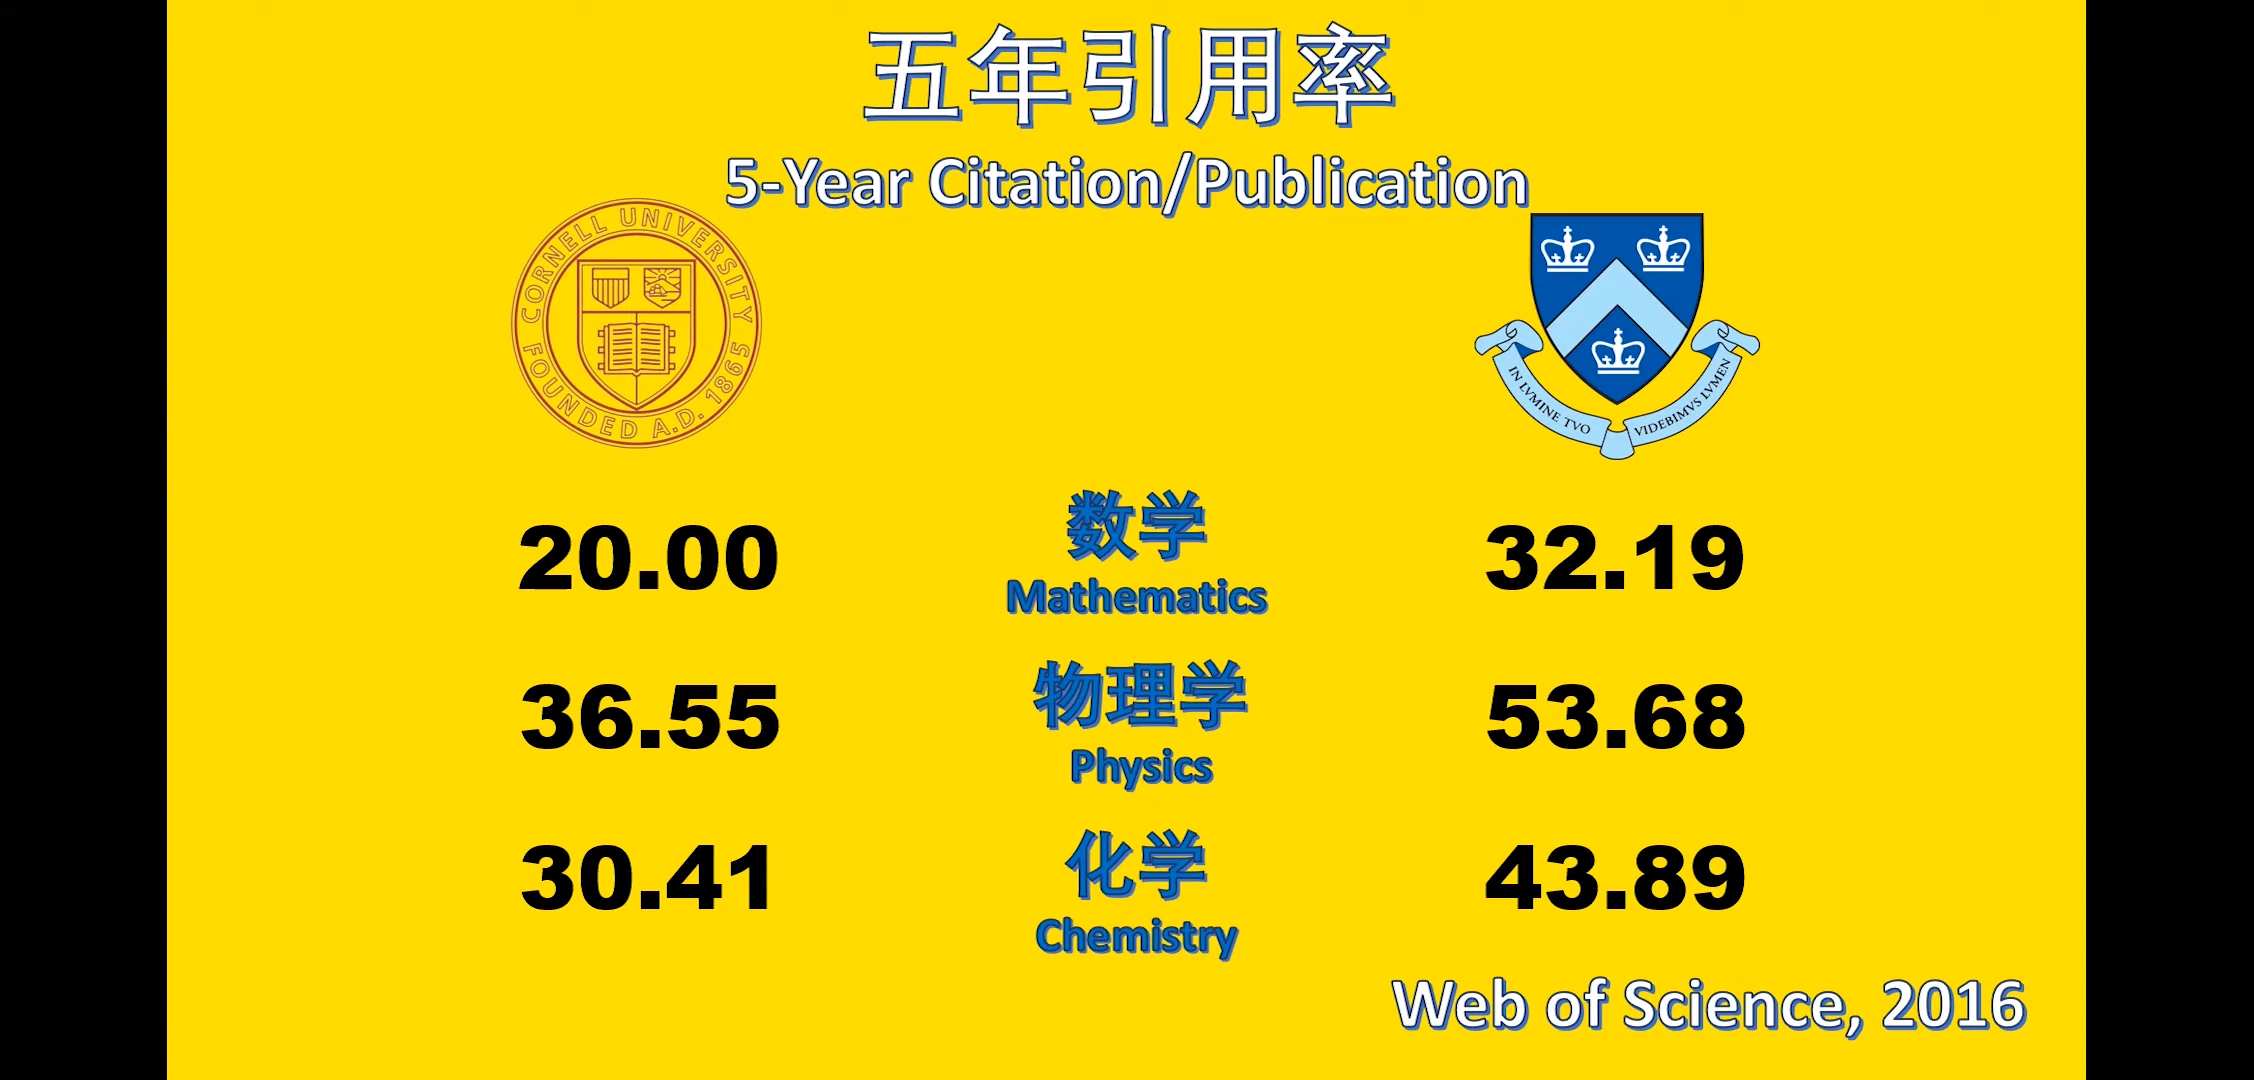 五年引用率
5-Year Citation/Publication
CORNELL UNIVERSITY
FOUNDED A.D. 1865
IN LVMINE TVO VIDEBIMVS LVMEN
20.00 数学 32.19
Mathematics
36.55 物理学 53.68
Physics
30.41 化学 43.89
Chemistry
Web of Science, 2016